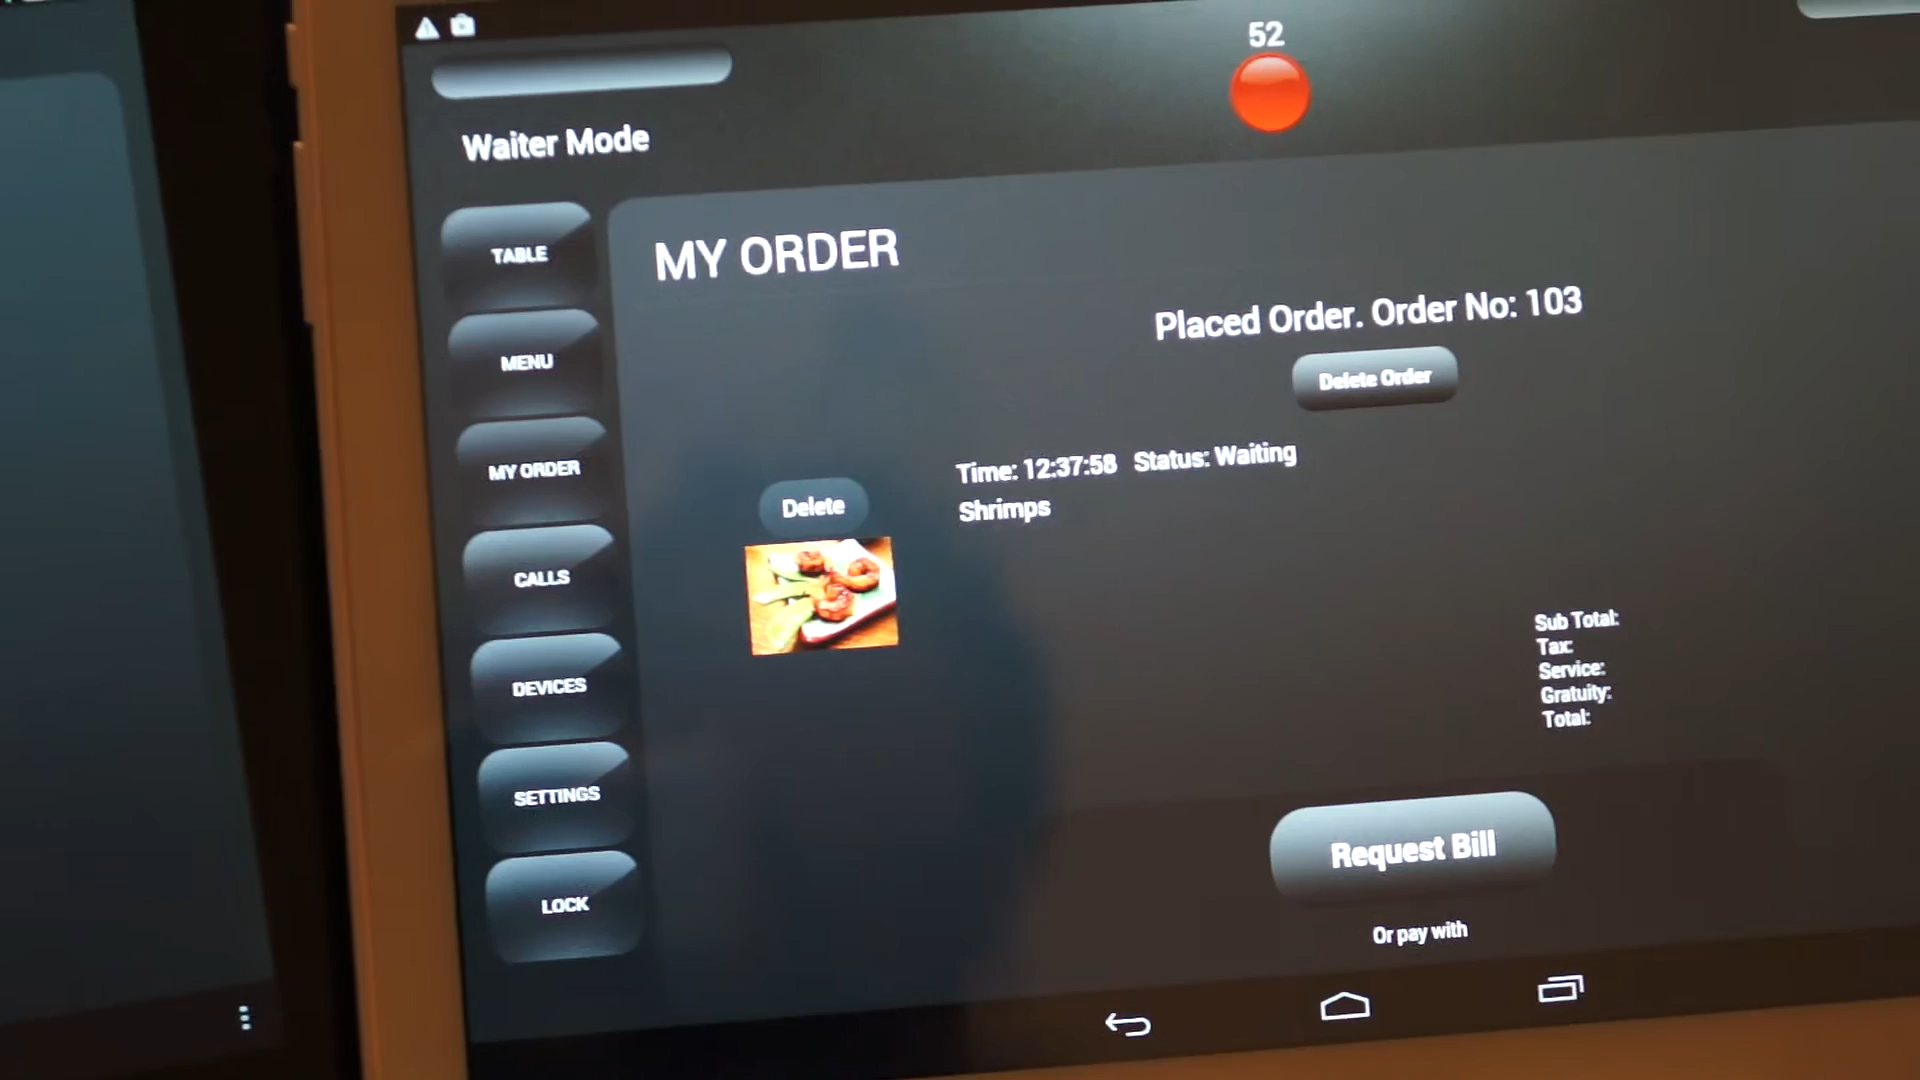 52
Waiter Mode
TABLE
MENU
MY ORDER
CALLS
DEVICES
SETTINGS
LOCK
MY ORDER
Placed Order. Order No: 103
Delete Order
Time: 12:37:58 Status: Waiting
Delete
Shrimps
Sub Total:
Tax:
Service:
Gratuity:
Total:
Request Bill
Or pay with